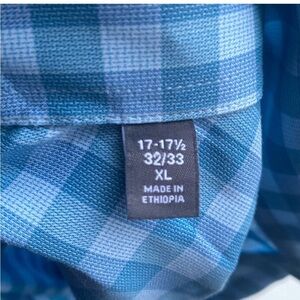 17-17½
32/33
XL
MADE IN
ETHIOPIA